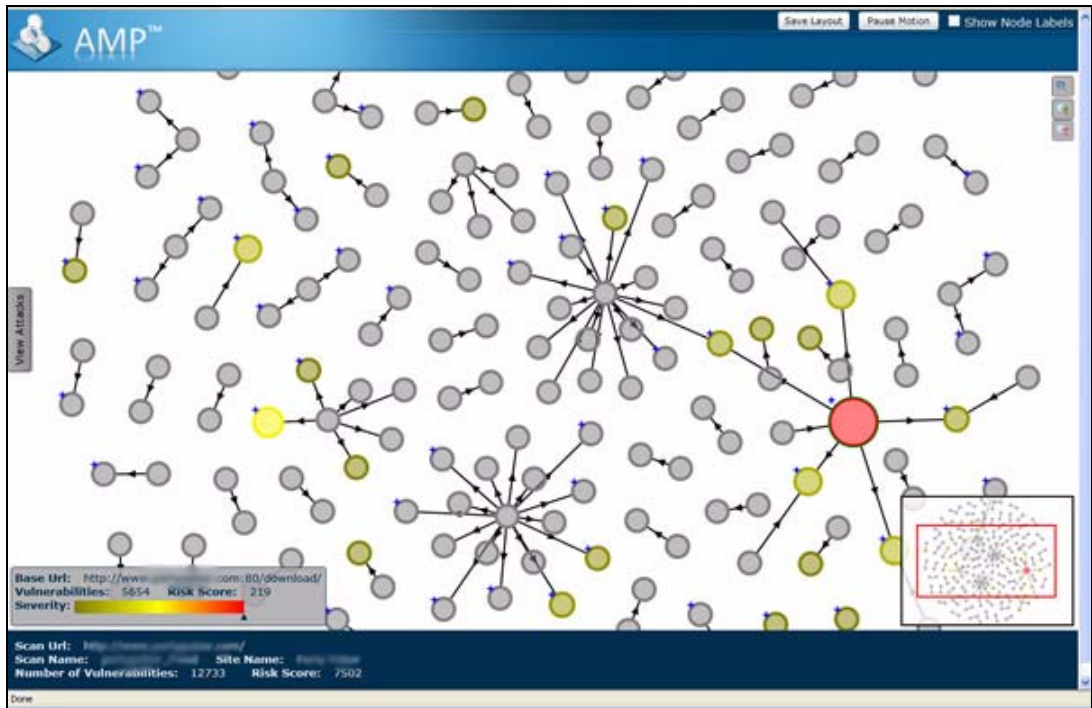 AMP™
Save Layout
Pause Motion
Show Node Labels
View Attacks
Base Url: http://www. .com:80/download/
Vulnerabilities: 5654 Risk Score: 219
Severity:
Scan Url:
Scan Name: Site Name:
Number of Vulnerabilities: 12733 Risk Score: 7502
Done